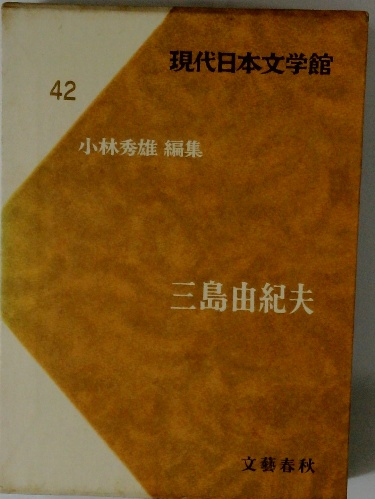 現代日本文学館
42
小林秀雄 編集
三島由紀夫
文藝春秋